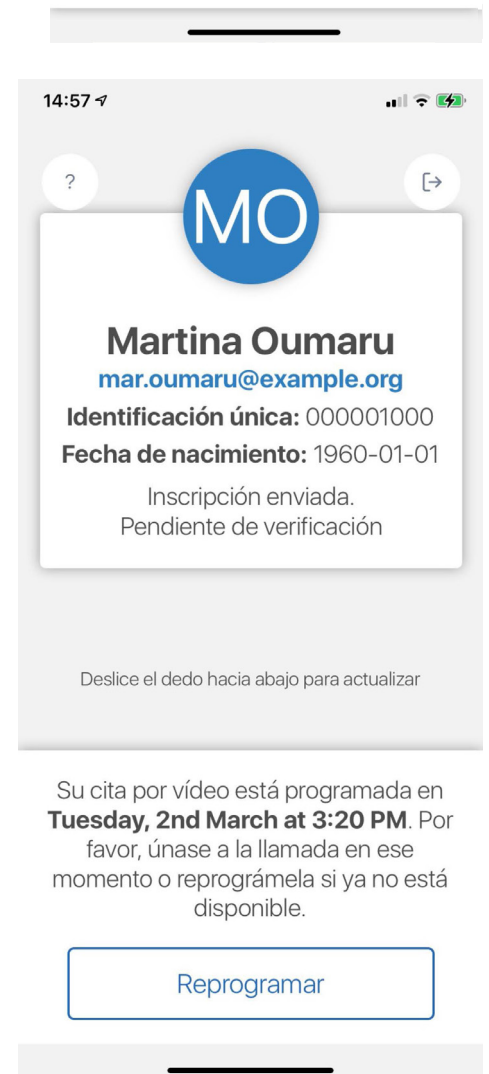 14:57
?
MO
Martina Oumaru
mar.oumaru@example.org
Identificación única: 000001000
Fecha de nacimiento: 1960-01-01
Inscripción enviada.
Pendiente de verificación
Deslice el dedo hacia abajo para actualizar
Su cita por vídeo está programada en
Tuesday, 2nd March at 3:20 PM. Por
favor, únase a la llamada en ese
momento o reprográmela si ya no está
disponible.
Reprogramar